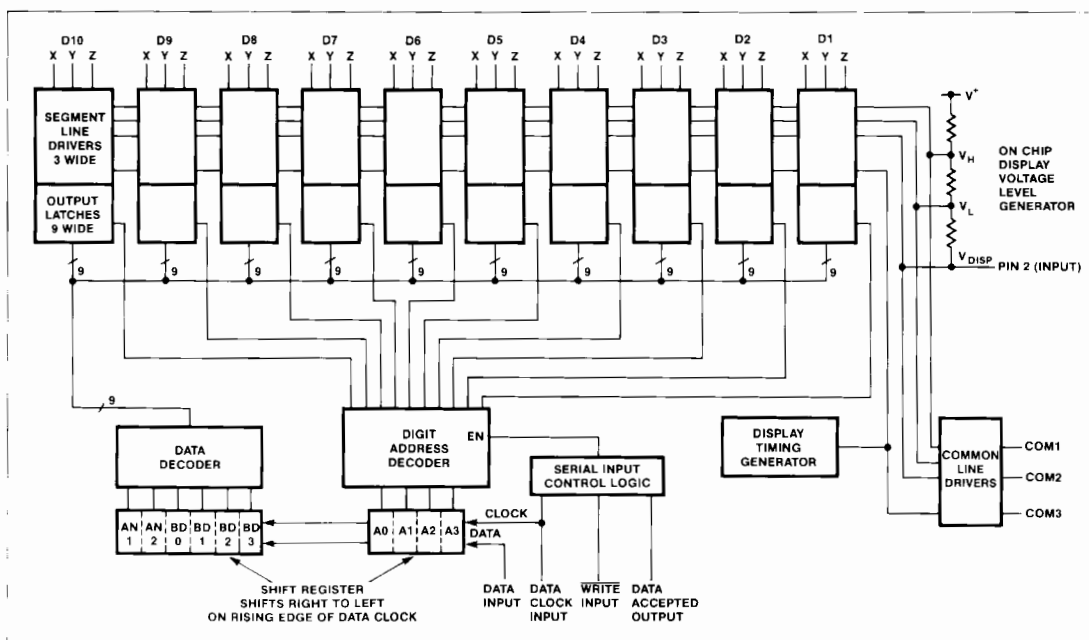 D10 D9 D8 D7 D6 D5 D4 D3 D2 D1
X Y Z X Y Z X Y Z X Y Z X Y Z X Y Z X Y Z X Y Z X Y Z X Y Z
SEGMENT
LINE
DRIVERS
3 WIDE
OUTPUT
LATCHES
9 WIDE
V+
VH
VL
VDISP
ON CHIP
DISPLAY
VOLTAGE
LEVEL
GENERATOR
PIN 2 (INPUT)
9 9 9 9 9 9 9 9 9 9
9
DATA
DECODER
DIGIT
ADDRESS
DECODER
EN
SERIAL INPUT
CONTROL LOGIC
DISPLAY
TIMING
GENERATOR
COMMON
LINE
DRIVERS
COM1
COM2
COM3
AN AN BD BD BD BD
1 2 0 1 2 3
A0 A1 A2 A3
CLOCK
DATA
SHIFT REGISTER
SHIFTS RIGHT TO LEFT
ON RISING EDGE OF DATA CLOCK
DATA
INPUT
DATA
CLOCK
INPUT
WRITE
INPUT
DATA
ACCEPTED
OUTPUT